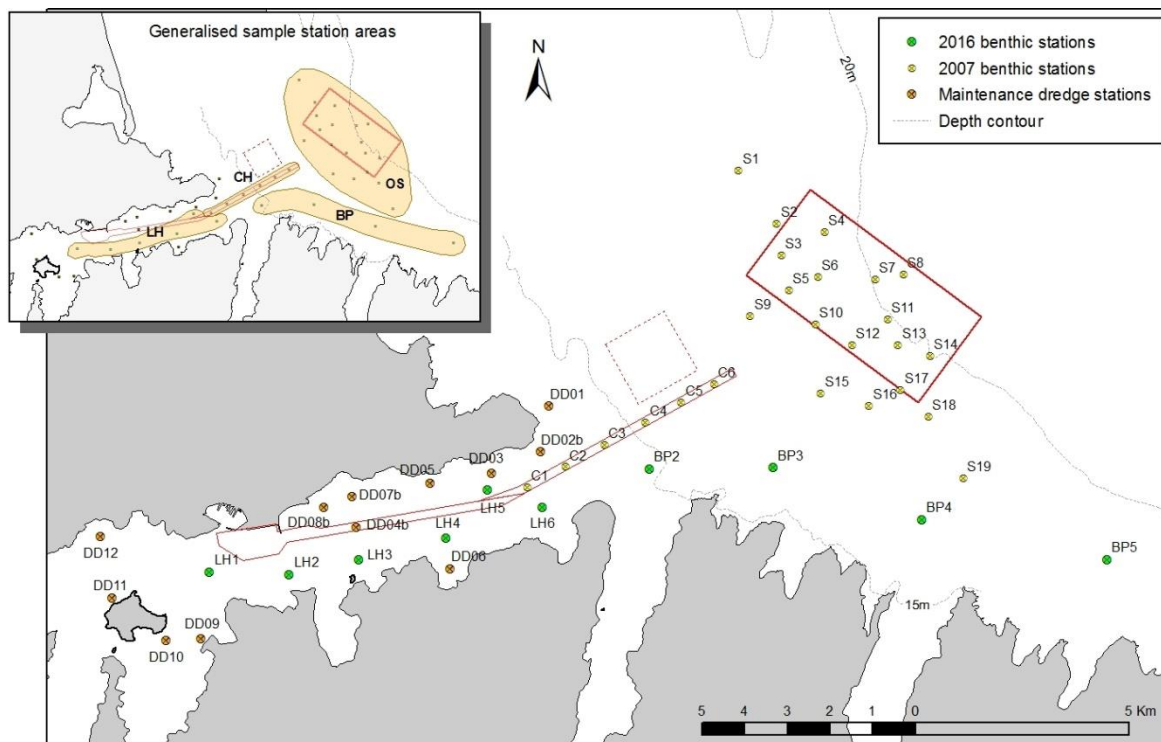 Generalised sample station areas
CH
OS
BP
LH
N
20m
2016 benthic stations
2007 benthic stations
Maintenance dredge stations
Depth contour
S1
S2
S4
S3
S6
S7
S8
S5
S9
S10
S11
S12
S13
S14
S15
S16
S17
S18
S19
C6
C5
C4
C3
C2
C1
DD01
DD02b
DD03
DD05
DD07b
DD08b
DD04b
DD06
DD12
DD11
DD10
DD09
LH1
LH2
LH3
LH4
LH5
LH6
BP2
BP3
BP4
BP5
15m
5 4 3 2 1 0 5 Km